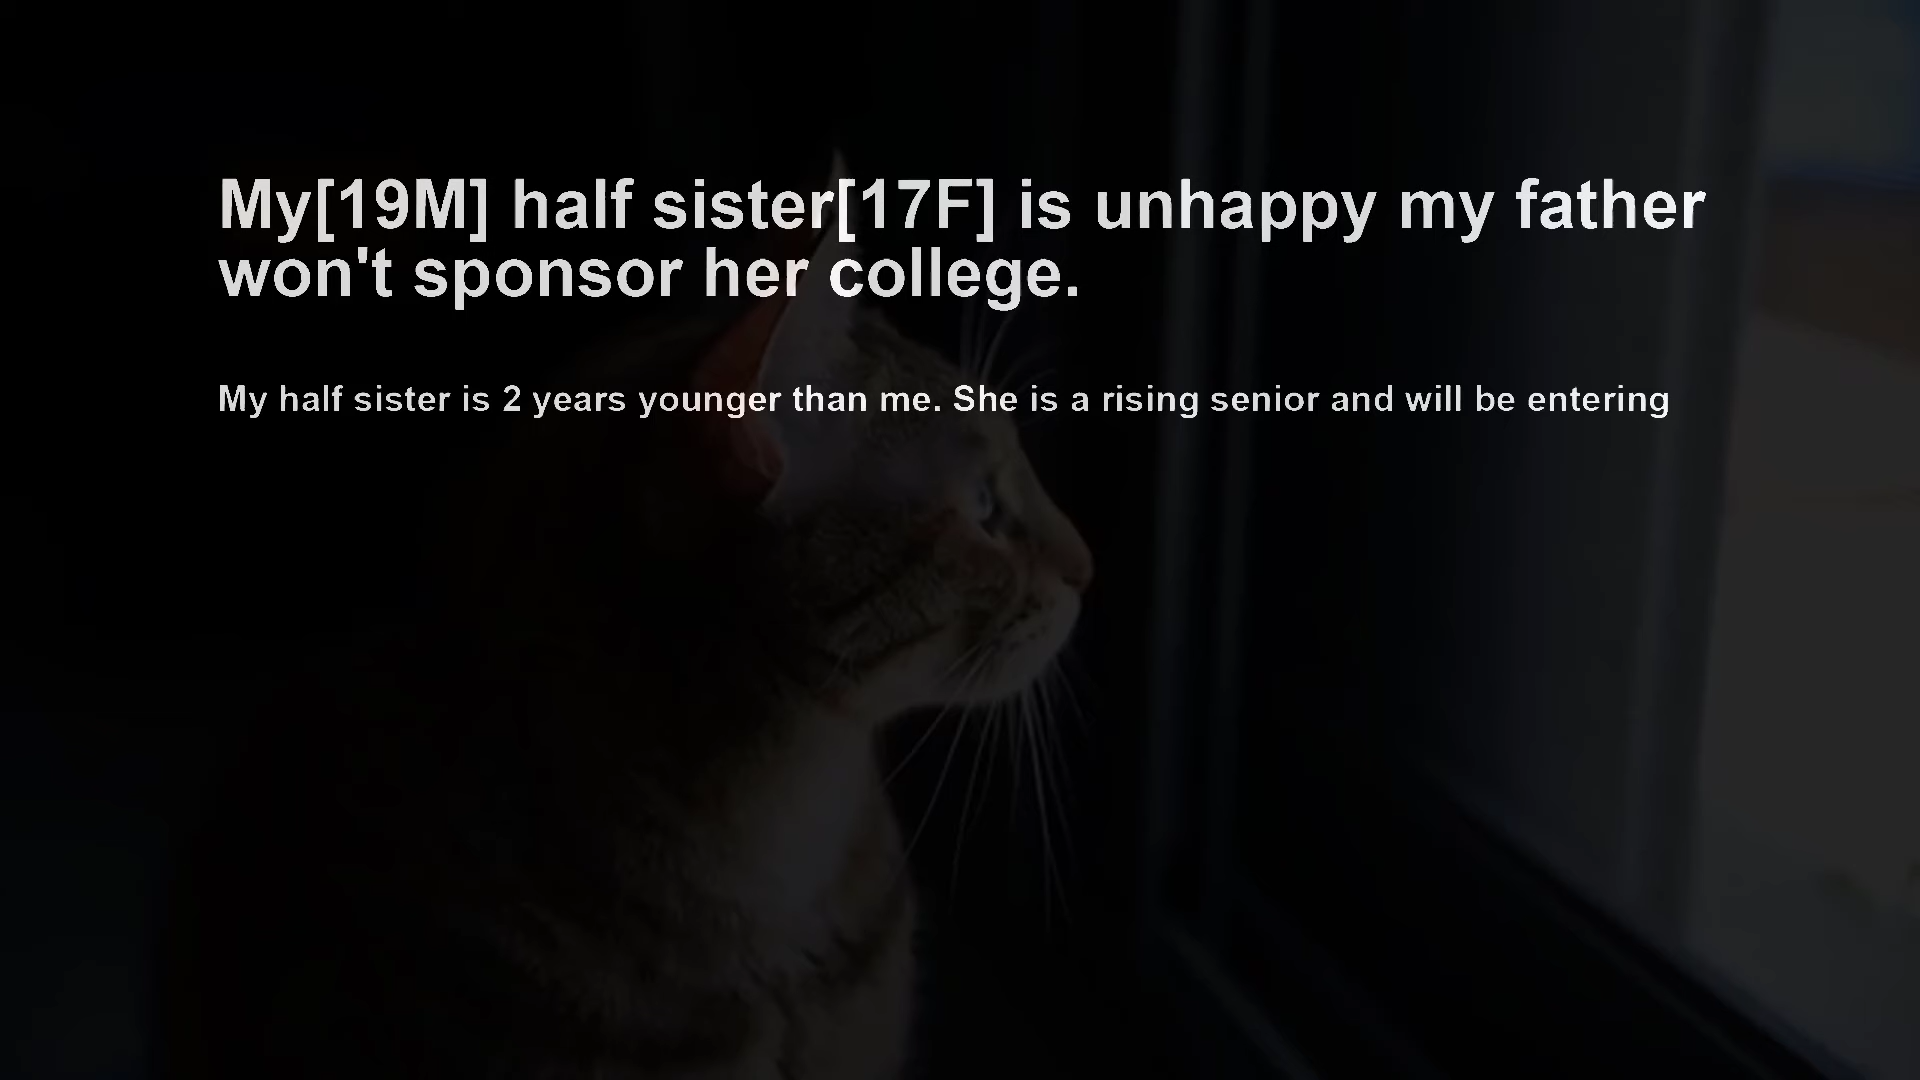 My[19M] half sister[17F] is unhappy my father
won't sponsor her college.
My half sister is 2 years younger than me. She is a rising senior and will be entering